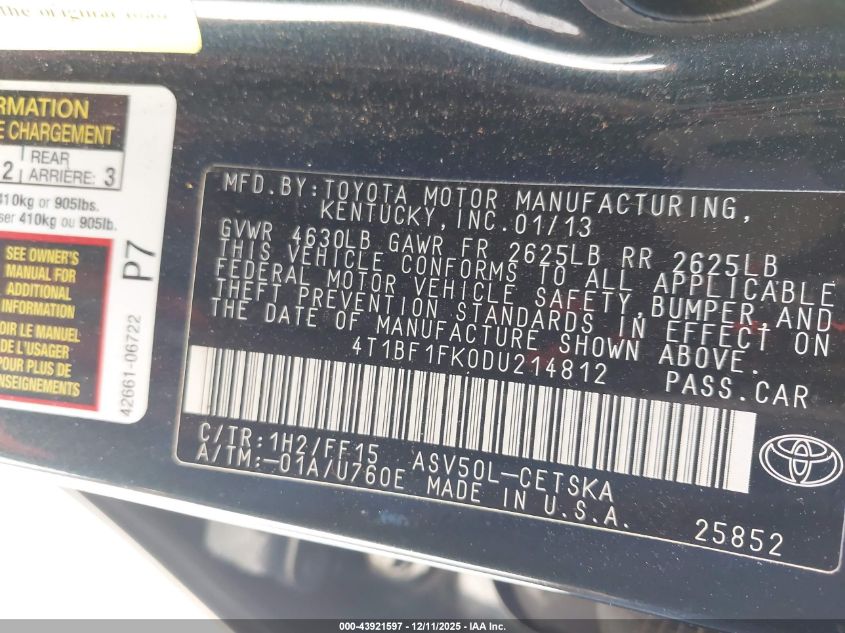 the original
RMATION
E CHARGEMENT
2 REAR
ARRIÈRE: 3
410kg or 905lbs.
ser 410kg ou 905lb.
SEE OWNER'S
MANUAL FOR
ADDITIONAL
INFORMATION
OIR LE MANUEL
DE L'USAGER
POUR PLUS DE
NSEIGNEMENTS
P7
42661-06722
MFD.BY:TOYOTA MOTOR MANUFACTURING,
KENTUCKY,INC.01/13
GVWR 4630LB GAWR FR 2625LB RR 2625LB
THIS VEHICLE CONFORMS TO ALL APPLICABLE
FEDERAL MOTOR VEHICLE SAFETY,BUMPER,AND
THEFT PREVENTION STANDARDS IN EFFECT ON
THE DATE OF MANUFACTURE SHOWN ABOVE.
4T1BF1FK0DU214812 PASS.CAR
C/TR:1H2/FE15 ASV50L-CETSKA
A/TM:-01A/U760E MADE IN U.S.A.
25852
000-43921597 - 12/11/2025 - IAA Inc.